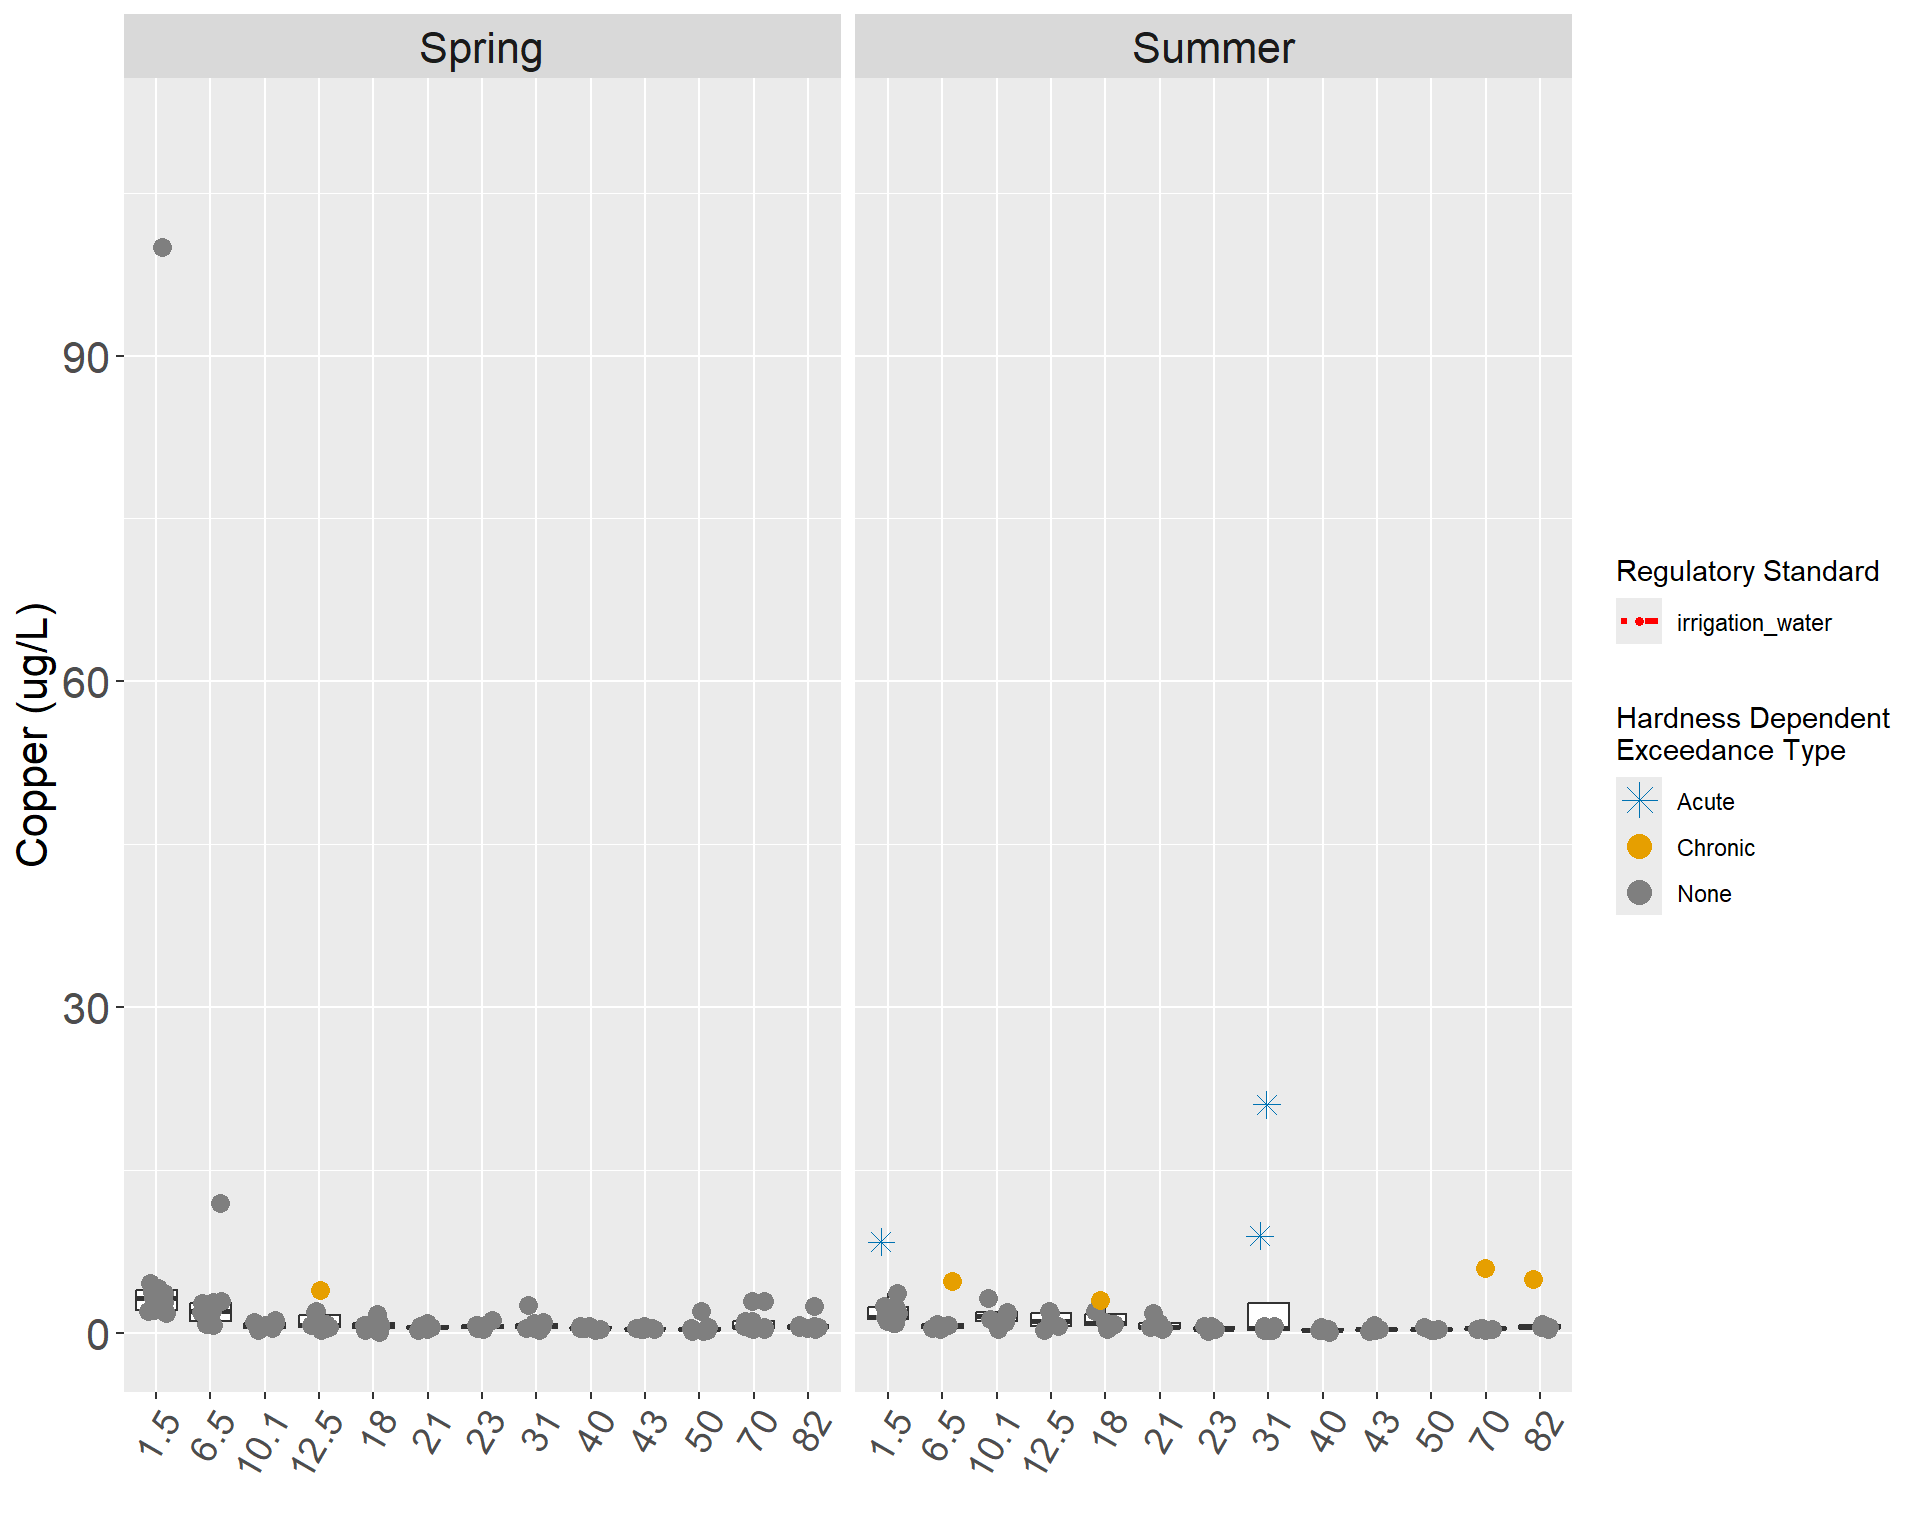 Spring
Summer
Copper (ug/L)
90
60
30
0
1.5 6.5 10.1 12.5 18 21 23 31 40 43 50 70 82
1.5 6.5 10.1 12.5 18 21 23 31 40 43 50 70 82
Regulatory Standard
irrigation_water
Hardness Dependent
Exceedance Type
Acute
Chronic
None